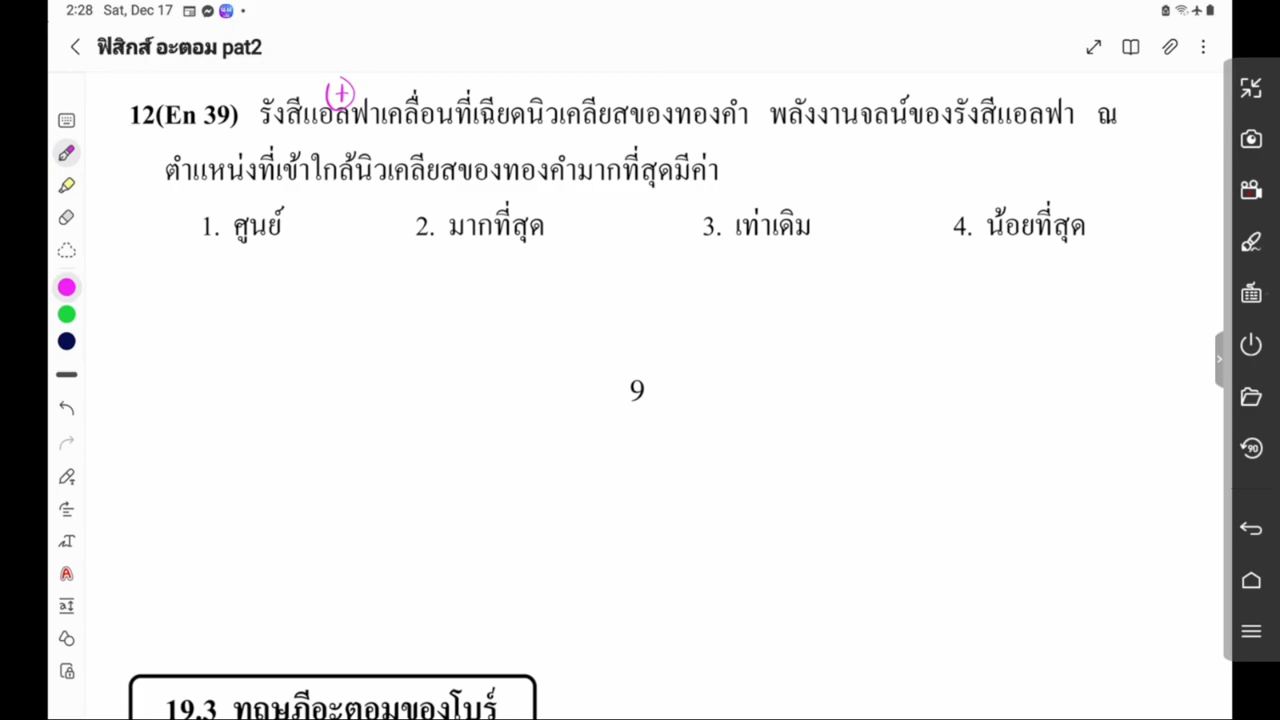 2:28 Sat, Dec 17
ฟิสิกส์ อะตอม pat2
+
12(En 39) รังสีแอลฟาเคลื่อนที่เฉียดนิวเคลียสของทองคำ พลังงานจลน์ของรังสีแอลฟา ณ
ตำแหน่งที่เข้าใกล้นิวเคลียสของทองคำมากที่สุดมีค่า
1. ศูนย์ 2. มากที่สุด 3. เท่าเดิม 4. น้อยที่สุด
9
19.3 ทฤษฎีอะตอมของโบร์
90